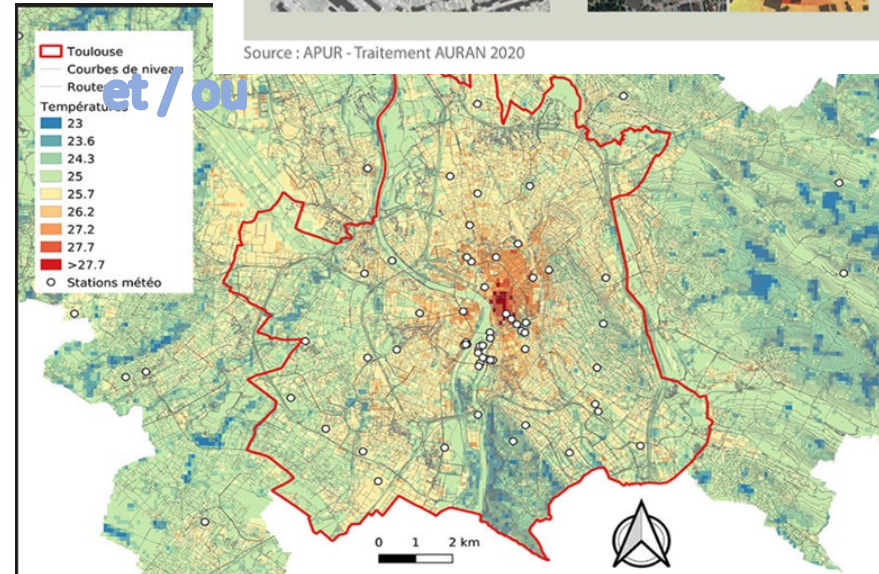 Source : APUR - Traitement AURAN 2020
Toulouse
Courbes de niveau
Route
et / ou
Températures
23
23.6
24.3
25
25.7
26.2
27.2
27.7
>27.7
Stations météo
0 1 2 km